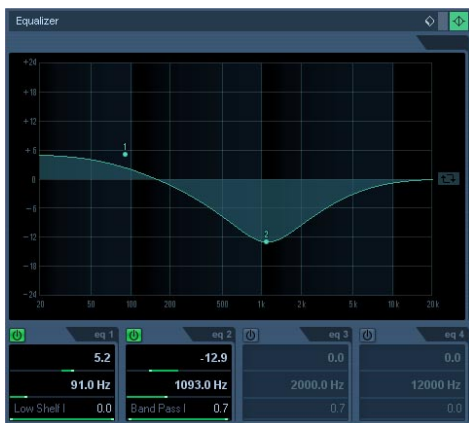 Equalizer
+24
+18
+12
+6
0
-6
-12
-18
-24
1
2
20 50 100 200 500 1k 2k 5k 10k 20k
eq 1 eq 2 eq 3 eq 4
5.2 -12.9 0.0 0.0
91.0 Hz 1093.0 Hz 2000.0 Hz 12000 Hz
Low Shelf I 0.0 Band Pass I 0.7 0.7 0.0